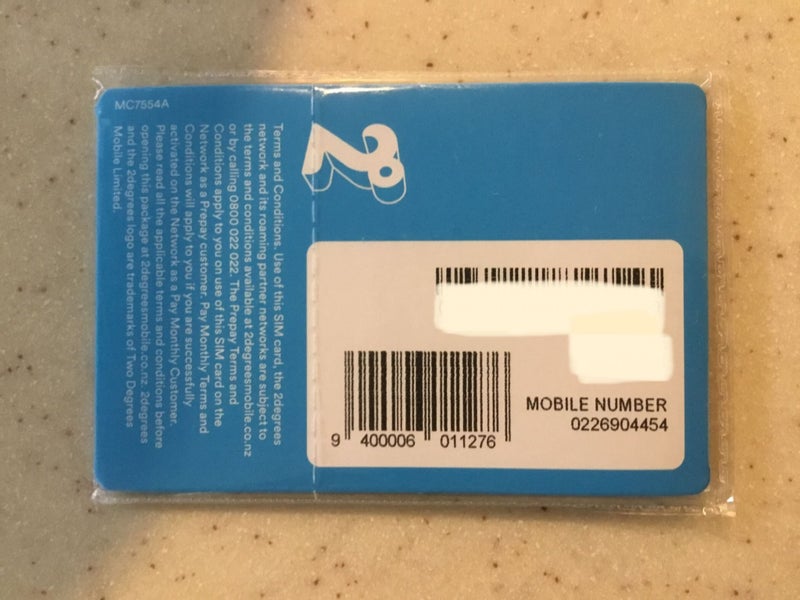 MC7554A
Terms and Conditions. Use of this SIM card, the 2degrees
network and its roaming partner networks are subject to
the terms and conditions available at 2degreesmobile.co.nz
or by calling 0800 022 022. The Prepay Terms and
Conditions apply to you on use of this SIM card on the
Network as a Prepay customer. Pay Monthly Terms and
Conditions will apply to you if you are successfully
activated on the Network as a Pay Monthly Customer.
Please read all the applicable terms and conditions before
opening this package at 2degreesmobile.co.nz. 2degrees
and the 2degrees logo are trademarks of Two Degrees
Mobile Limited.
2°
MOBILE NUMBER
0226904454
9 400006 011276